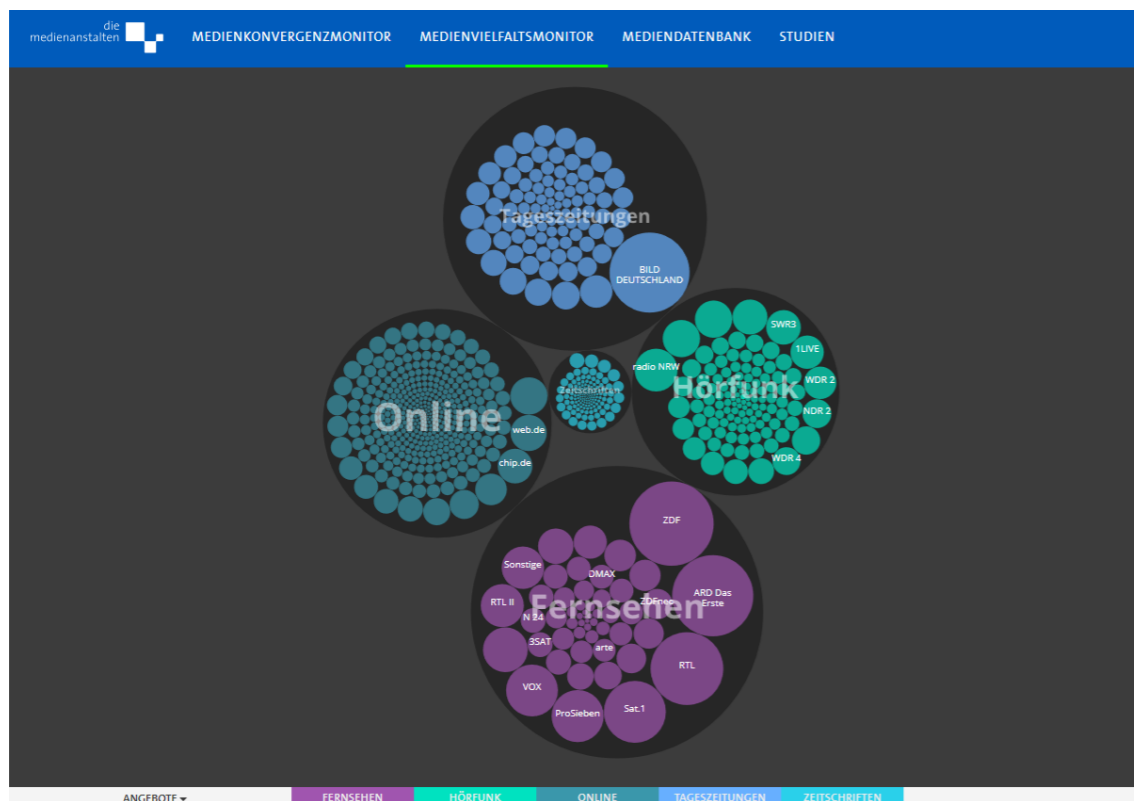 die
medienanstalten
MEDIENKONVERGENZMONITOR
MEDIENVIELFALTSMONITOR
MEDIENDATENBANK
STUDIEN
Tageszeitungen
BILD
DEUTSCHLAND
SWR3
1LIVE
radio NRW
WDR 2
Hörfunk
NDR 2
WDR 4
Zeitschriften
Online
web.de
chip.de
ZDF
Sonstige
DMAX
ARD Das
Erste
RTL II
Fernsehen
ZDFneo
N 24
3SAT
arte
RTL
VOX
ProSieben
Sat.1
ANGEBOTE
FERNSEHEN
HÖRFUNK
ONLINE
TAGESZEITUNGEN
ZEITSCHRIFTEN